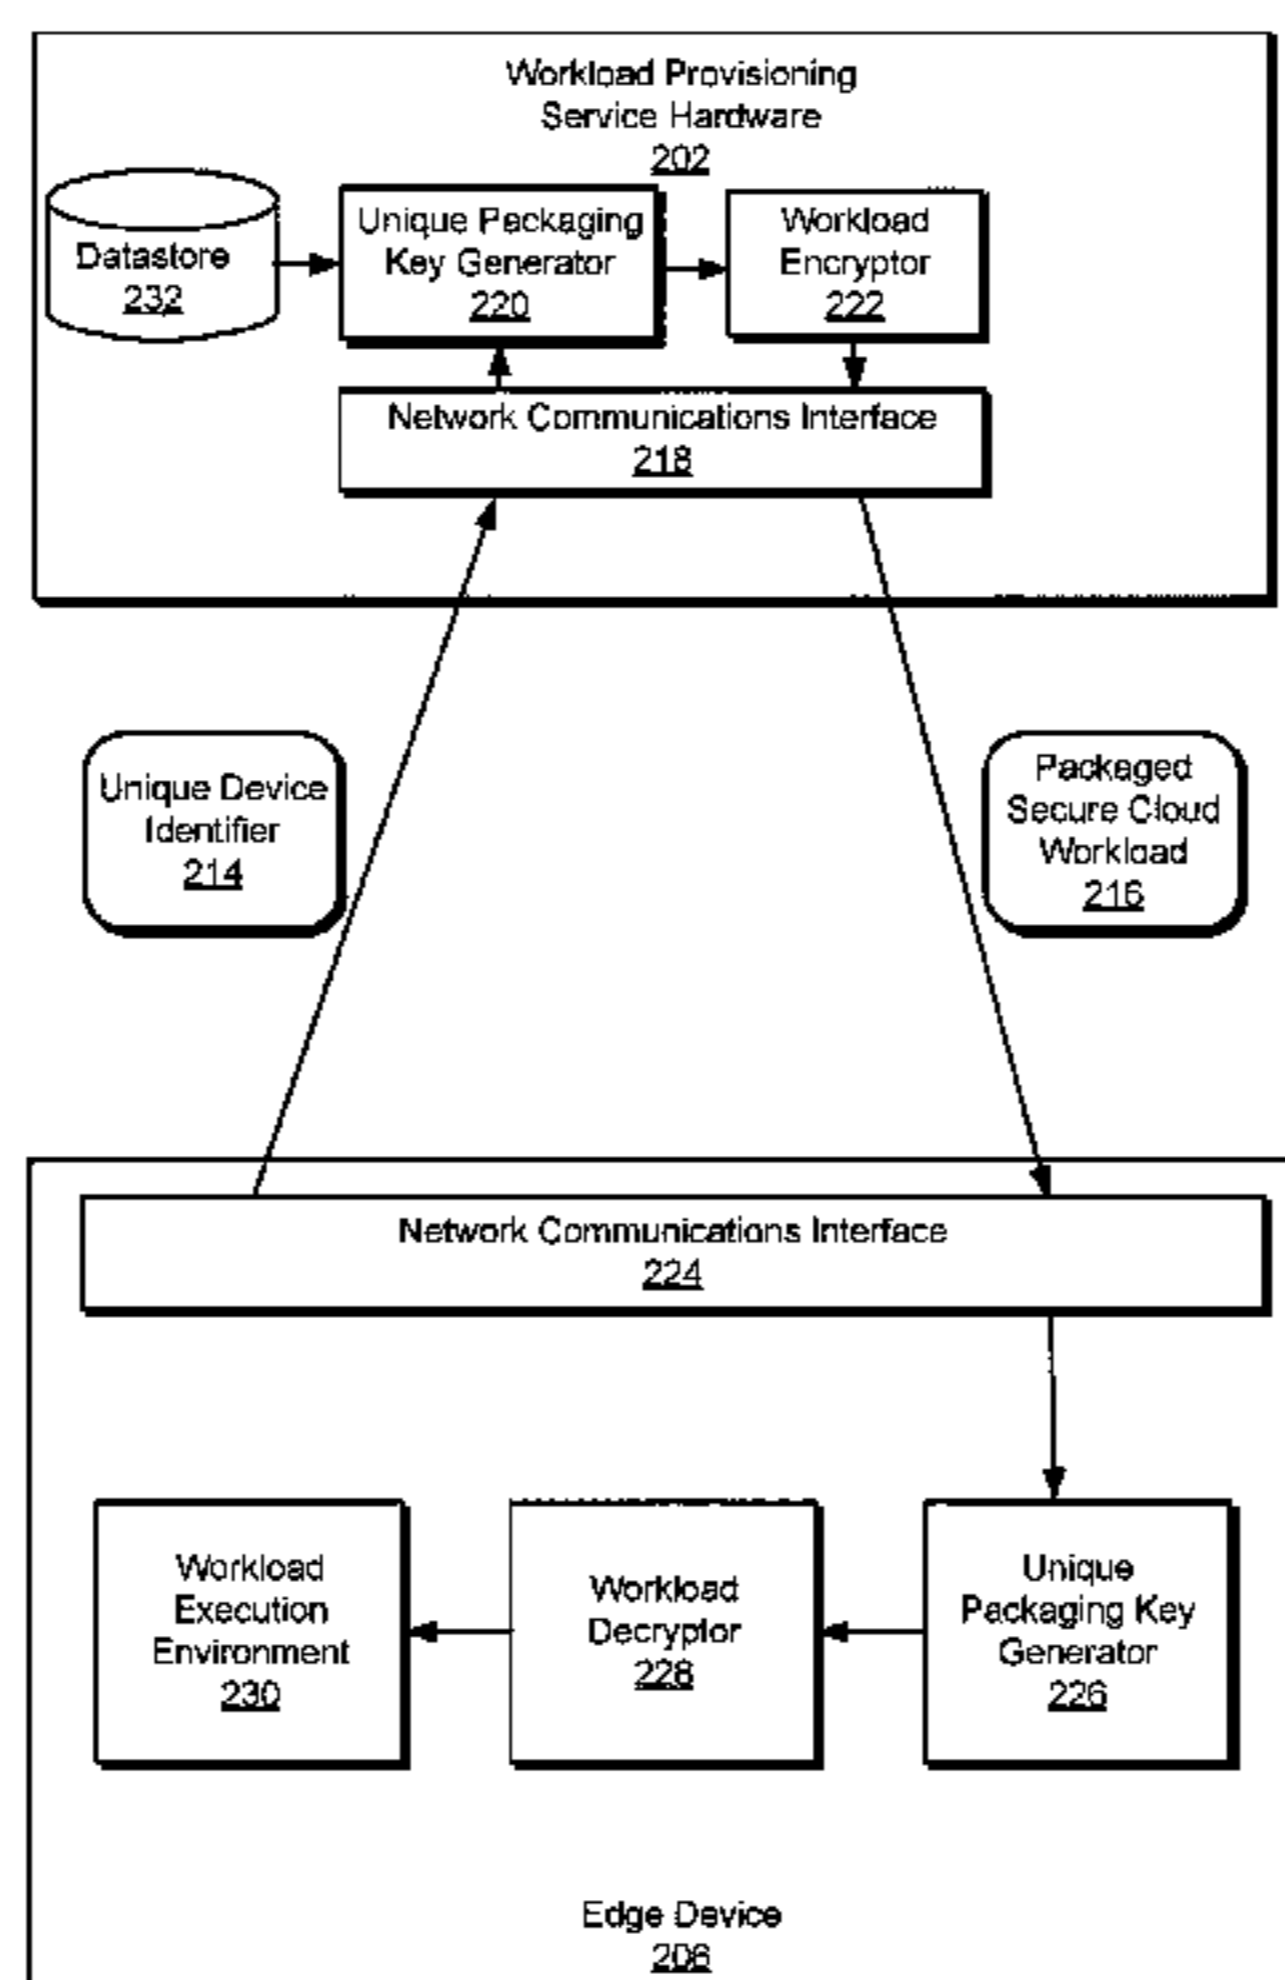 Workload Provisioning
Service Hardware
202
Datastore
232
Unique Packaging
Key Generator
220
Workload
Encryptor
222
Network Communications Interface
218
Unique Device
Identifier
214
Packaged
Secure Cloud
Workload
216
Network Communications Interface
224
Workload
Execution
Environment
230
Workload
Decryptor
228
Unique
Packaging Key
Generator
226
Edge Device
206